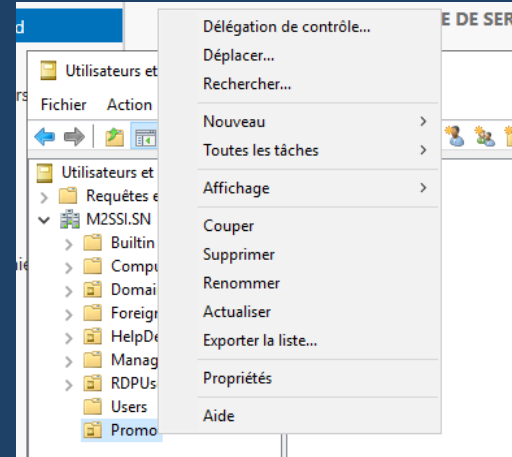 d
E DE SER
Délégation de contrôle...
Déplacer...
Rechercher...
Nouveau
Toutes les tâches
Affichage
Couper
Supprimer
Renommer
Actualiser
Exporter la liste...
Propriétés
Aide
Utilisateurs et
rs
Fichier Action
Utilisateurs et
Requêtes e
M2SSI.SN
Builtin
Compu
Domai
Foreign
HelpDe
Manag
RDPUs
Users
Promo